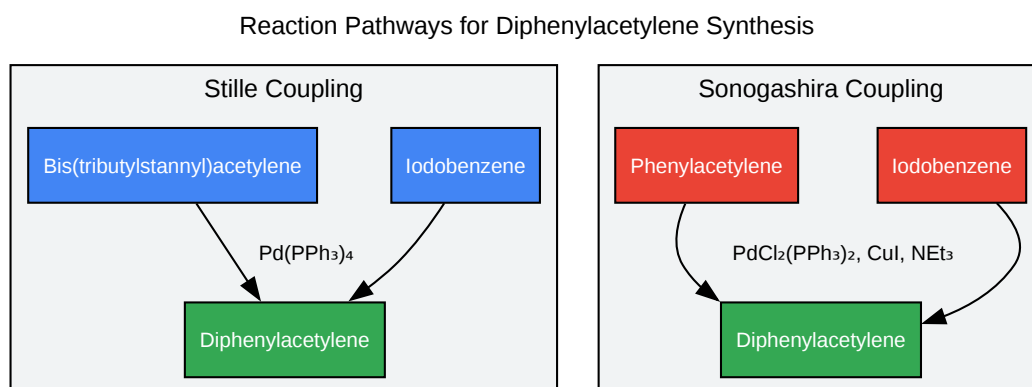 Reaction Pathways for Diphenylacetylene Synthesis
Stille Coupling
Bis(tributylstannyl)acetylene
Iodobenzene
Pd(PPh₃)₄
Diphenylacetylene
Sonogashira Coupling
Phenylacetylene
Iodobenzene
PdCl₂(PPh₃)₂, CuI, NEt₃
Diphenylacetylene